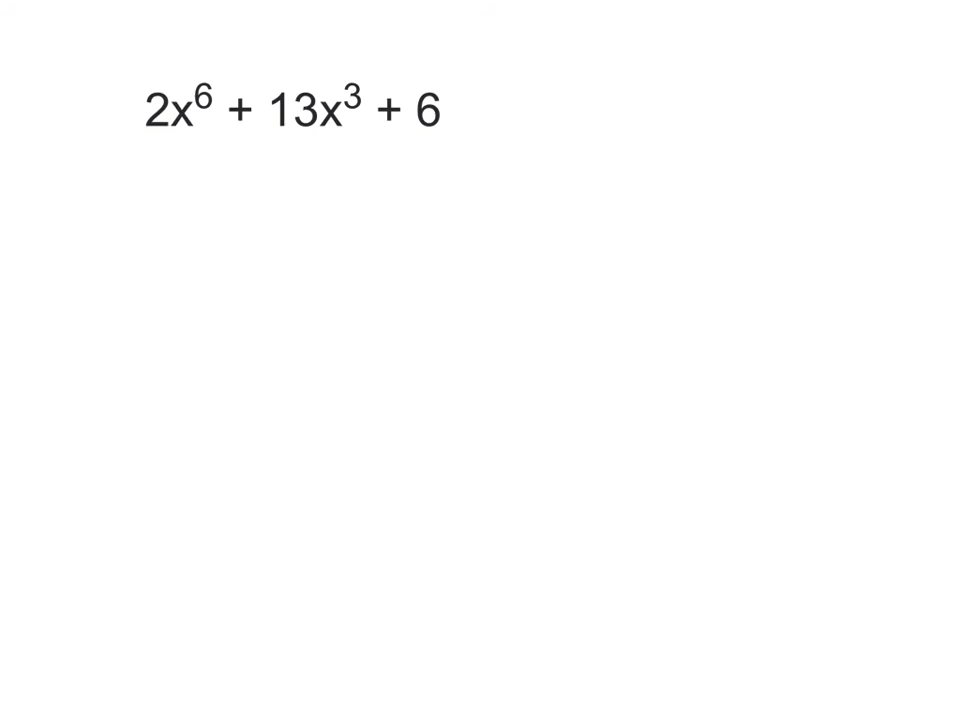 2x⁶ + 13x³ + 6